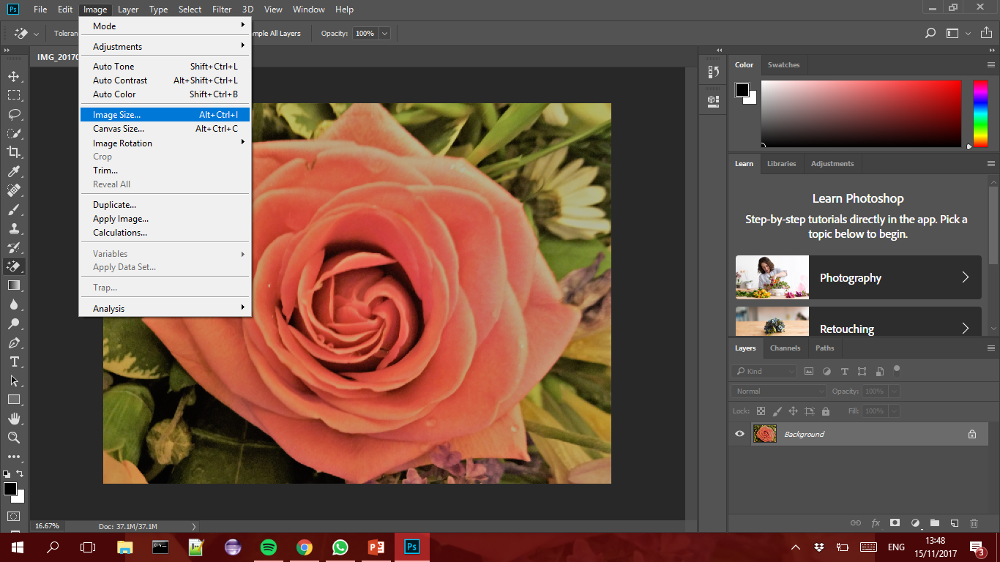 Ps File Edit Image Layer Type Select Filter 3D View Window Help
Toleran
mple All Layers Opacity: 100%
IMG_2017
Mode
Adjustments
Auto Tone Shift+Ctrl+L
Auto Contrast Alt+Shift+Ctrl+L
Auto Color Shift+Ctrl+B
Image Size... Alt+Ctrl+I
Canvas Size... Alt+Ctrl+C
Image Rotation
Crop
Trim...
Reveal All
Duplicate...
Apply Image...
Calculations...
Variables
Apply Data Set...
Trap...
Analysis
Color Swatches
Learn Libraries Adjustments
Learn Photoshop
Step-by-step tutorials directly in the app. Pick a
topic below to begin.
Photography
Retouching
Layers Channels Paths
Kind
Normal Opacity: 100%
Lock: Fill: 100%
Background
fx
16.67% Doc: 37.1M/37.1M
Ps
ENG
13:48
15/11/2017
3